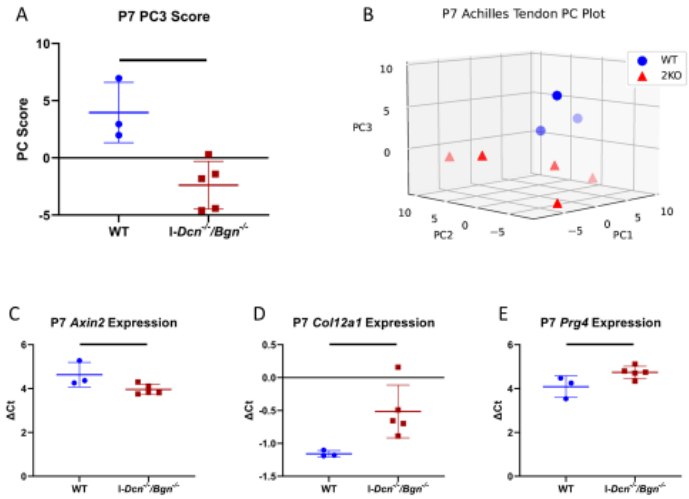 A
P7 PC3 Score
10
5
0
-5
PC Score
WT
I-Dcn⁻/⁻/Bgn⁻/⁻
B
P7 Achilles Tendon PC Plot
WT
2KO
10
5
0
PC3
10
5
0
−5
PC2
−5
0
5
10
PC1
C
P7 Axin2 Expression
6
4
2
0
ΔCt
WT
I-Dcn⁻/⁻/Bgn⁻/⁻
D
P7 Col12a1 Expression
0.5
0.0
-0.5
-1.0
-1.5
ΔCt
WT
I-Dcn⁻/⁻/Bgn⁻/⁻
E
P7 Prg4 Expression
6
4
2
0
ΔCt
WT
I-Dcn⁻/⁻/Bgn⁻/⁻